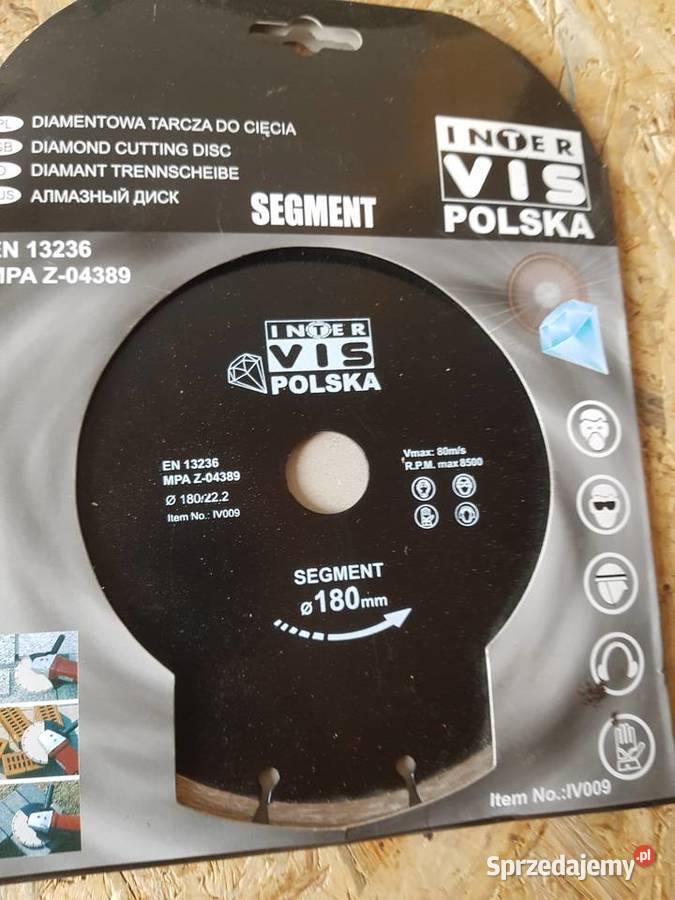 PL DIAMENTOWA TARCZA DO CIĘCIA
GB DIAMOND CUTTING DISC
D DIAMANT TRENNSCHEIBE
RUS АЛМАЗНЫЙ ДИСК
SEGMENT
INTER
VIS
POLSKA
EN 13236
MPA Z-04389
INTER
VIS
POLSKA
EN 13236
MPA Z-04389
Ø 180x22.2
Item No.: IV009
Vmax: 80m/s
R.P.M. max 8500
SEGMENT
ø180mm
Item No.:IV009
Sprzedajemy.pl